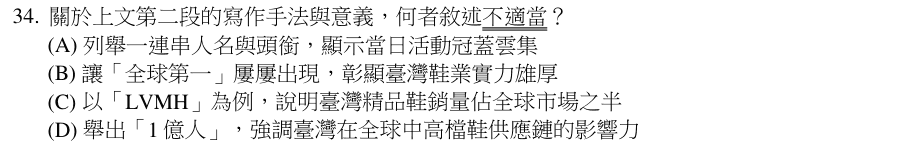 34. 關於上文第二段的寫作手法與意義，何者敘述不適當？
(A) 列舉一連串人名與頭銜，顯示當日活動冠蓋雲集
(B) 讓「全球第一」屢屢出現，彰顯臺灣鞋業實力雄厚
(C) 以「LVMH」為例，說明臺灣精品鞋銷量佔全球市場之半
(D) 舉出「1 億人」，強調臺灣在全球中高檔鞋供應鏈的影響力